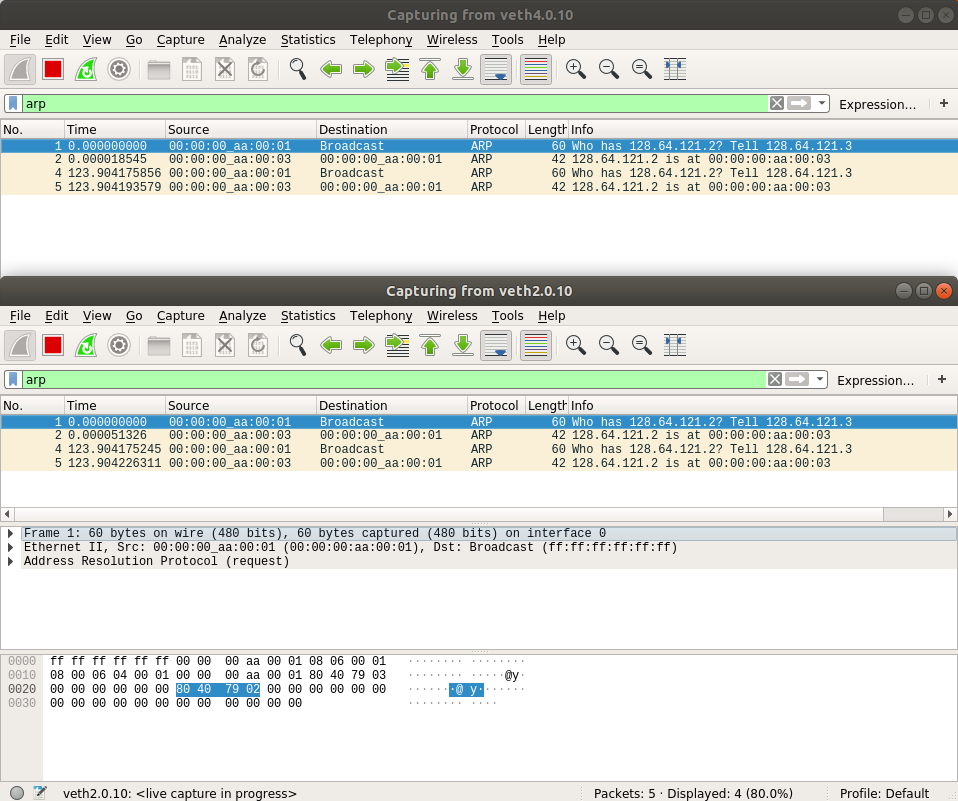 Capturing from veth4.0.10
File Edit View Go Capture Analyze Statistics Telephony Wireless Tools Help
arp Expression... +
No. Time Source Destination Protocol Length Info
1 0.000000000 00:00:00_aa:00:01 Broadcast ARP 60 Who has 128.64.121.2? Tell 128.64.121.3
2 0.000018545 00:00:00_aa:00:03 00:00:00_aa:00:01 ARP 42 128.64.121.2 is at 00:00:00:aa:00:03
4 123.904175856 00:00:00_aa:00:01 Broadcast ARP 60 Who has 128.64.121.2? Tell 128.64.121.3
5 123.904193579 00:00:00_aa:00:03 00:00:00_aa:00:01 ARP 42 128.64.121.2 is at 00:00:00:aa:00:03
Capturing from veth2.0.10
File Edit View Go Capture Analyze Statistics Telephony Wireless Tools Help
arp Expression... +
No. Time Source Destination Protocol Length Info
1 0.000000000 00:00:00_aa:00:01 Broadcast ARP 60 Who has 128.64.121.2? Tell 128.64.121.3
2 0.000051326 00:00:00_aa:00:03 00:00:00_aa:00:01 ARP 42 128.64.121.2 is at 00:00:00:aa:00:03
4 123.904175245 00:00:00_aa:00:01 Broadcast ARP 60 Who has 128.64.121.2? Tell 128.64.121.3
5 123.904226311 00:00:00_aa:00:03 00:00:00_aa:00:01 ARP 42 128.64.121.2 is at 00:00:00:aa:00:03
Frame 1: 60 bytes on wire (480 bits), 60 bytes captured (480 bits) on interface 0
Ethernet II, Src: 00:00:00_aa:00:01 (00:00:00:aa:00:01), Dst: Broadcast (ff:ff:ff:ff:ff:ff)
Address Resolution Protocol (request)
0000 ff ff ff ff ff ff 00 00 00 aa 00 01 08 06 00 01 ········ ········
0010 08 00 06 04 00 01 00 00 00 aa 00 01 80 40 79 03 ········ ·····@y·
0020 00 00 00 00 00 00 80 40 79 02 00 00 00 00 00 00 ·······@ y·······
0030 00 00 00 00 00 00 00 00 00 00 00 00 ········ ····
veth2.0.10: <live capture in progress> Packets: 5 · Displayed: 4 (80.0%) Profile: Default